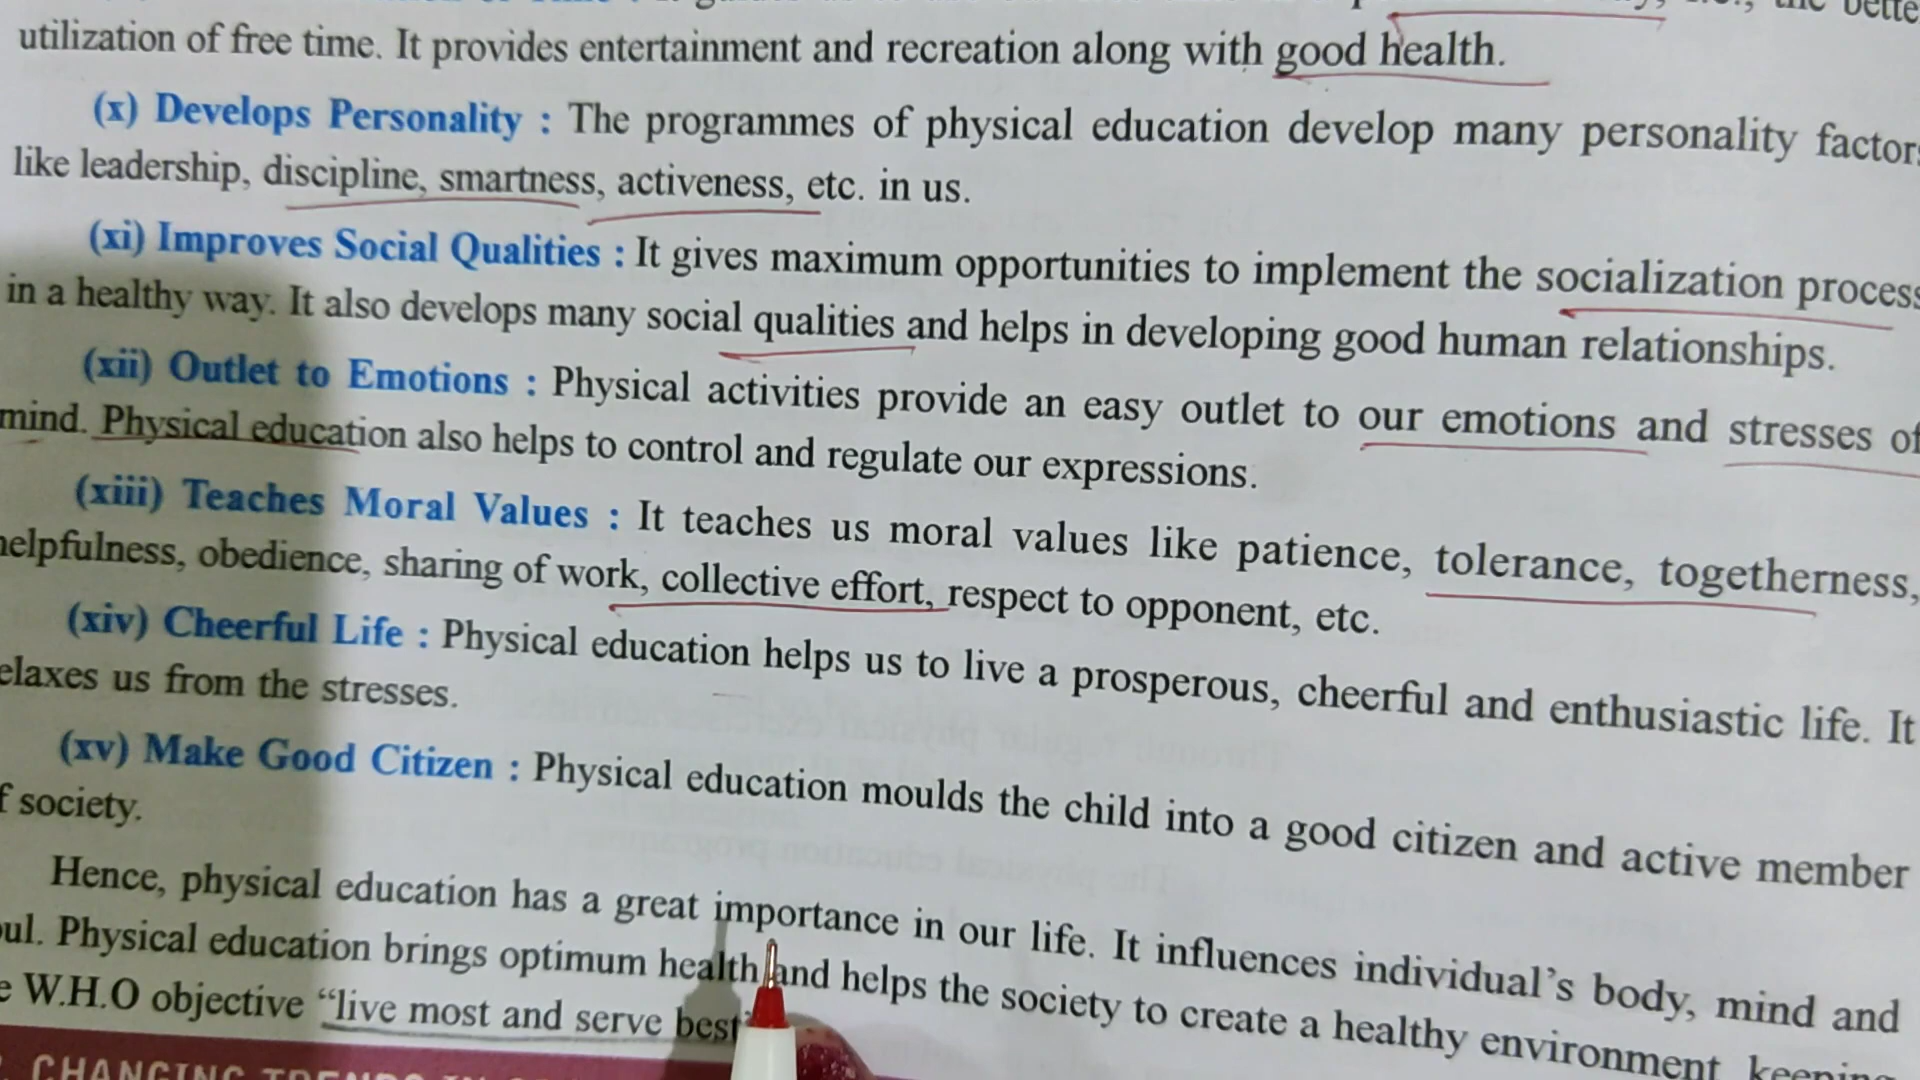 utilization of free time. It provides entertainment and recreation along with good health.
(x) Develops Personality : The programmes of physical education develop many personality factors
like leadership, discipline, smartness, activeness, etc. in us.
(xi) Improves Social Qualities : It gives maximum opportunities to implement the socialization process
in a healthy way. It also develops many social qualities and helps in developing good human relationships.
(xii) Outlet to Emotions : Physical activities provide an easy outlet to our emotions and stresses of
mind. Physical education also helps to control and regulate our expressions.
(xiii) Teaches Moral Values : It teaches us moral values like patience, tolerance, togetherness,
helpfulness, obedience, sharing of work, collective effort, respect to opponent, etc.
(xiv) Cheerful Life : Physical education helps us to live a prosperous, cheerful and enthusiastic life. It
elaxes us from the stresses.
(xv) Make Good Citizen : Physical education moulds the child into a good citizen and active member
f society.
Hence, physical education has a great importance in our life. It influences individual's body, mind and
oul. Physical education brings optimum health and helps the society to create a healthy environment keeping
e W.H.O objective “live most and serve best”
CHANGING TRENDS IN